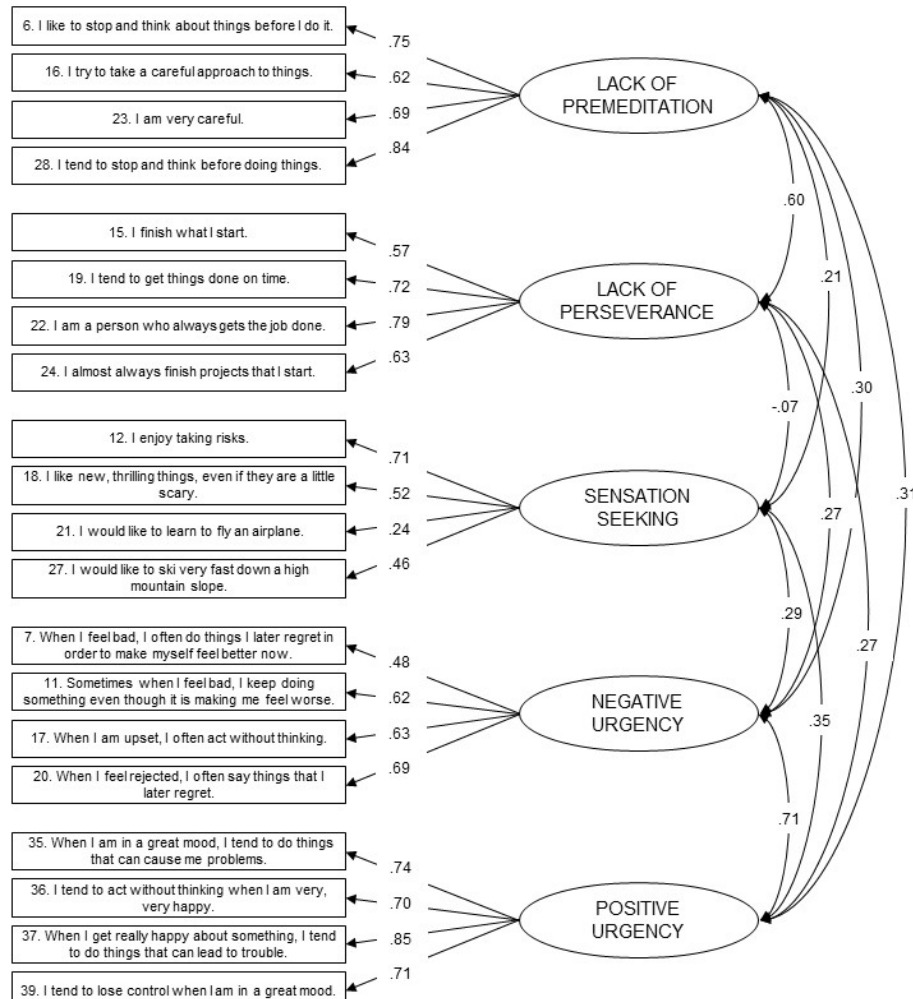 6. I like to stop and think about things before I do it.
16. I try to take a careful approach to things.
23. I am very careful.
28. I tend to stop and think before doing things.
.75
.62
.69
.84
LACK OF
PREMEDITATION
15. I finish what I start.
19. I tend to get things done on time.
22. I am a person who always gets the job done.
24. I almost always finish projects that I start.
.57
.72
.79
.63
LACK OF
PERSEVERANCE
12. I enjoy taking risks.
18. I like new, thrilling things, even if they are a little
scary.
21. I would like to learn to fly an airplane.
27. I would like to ski very fast down a high
mountain slope.
.71
.52
.24
.46
SENSATION
SEEKING
7. When I feel bad, I often do things I later regret in
order to make myself feel better now.
11. Sometimes when I feel bad, I keep doing
something even though it is making me feel worse.
17. When I am upset, I often act without thinking.
20. When I feel rejected, I often say things that I
later regret.
.48
.62
.63
.69
NEGATIVE
URGENCY
35. When I am in a great mood, I tend to do things
that can cause me problems.
36. I tend to act without thinking when I am very,
very happy.
37. When I get really happy about something, I tend
to do things that can lead to trouble.
39. I tend to lose control when I am in a great mood.
.74
.70
.85
.71
POSITIVE
URGENCY
.60
.21
.30
.31
-.07
.27
.27
.29
.35
.71